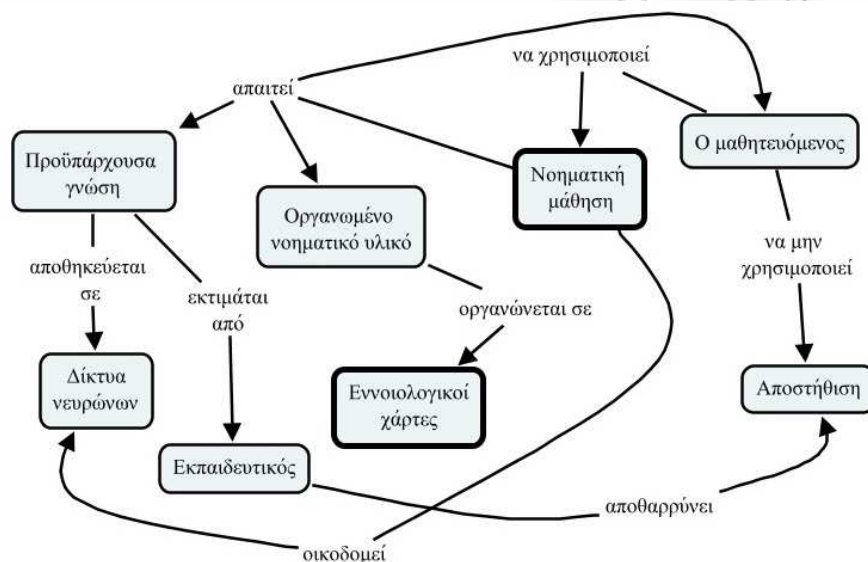 να χρησιμοποιεί
απαιτεί
Προϋπάρχουσα
γνώση
Ο μαθητευόμενος
Νοηματική
μάθηση
Οργανωμένο
νοηματικό υλικό
αποθηκεύεται
σε
εκτιμάται
από
να μην
χρησιμοποιεί
οργανώνεται σε
Δίκτυα
νευρώνων
Εννοιολογικοί
χάρτες
Αποστήθιση
Εκπαιδευτικός
αποθαρρύνει
οικοδομεί